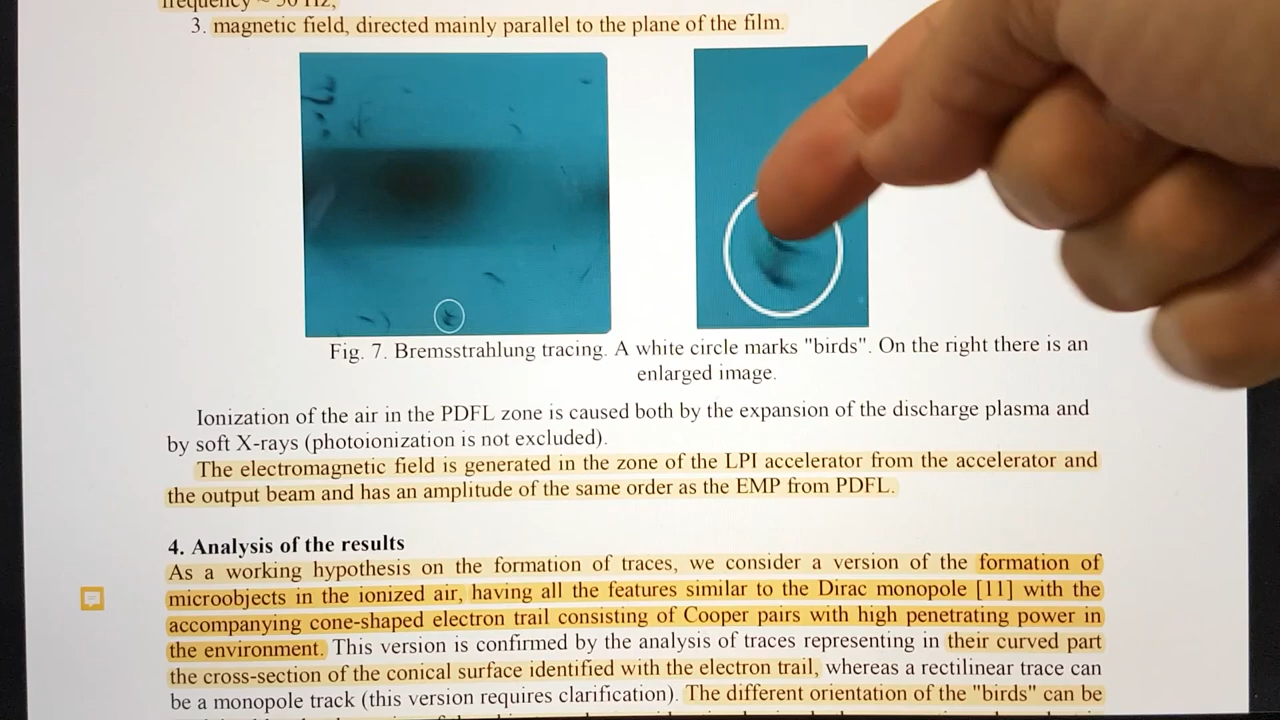 frequency ~ 50 Hz;
3. magnetic field, directed mainly parallel to the plane of the film.
Fig. 7. Bremsstrahlung tracing. A white circle marks "birds". On the right there is an
enlarged image.
Ionization of the air in the PDFL zone is caused both by the expansion of the discharge plasma and
by soft X-rays (photoionization is not excluded).
The electromagnetic field is generated in the zone of the LPI accelerator from the accelerator and
the output beam and has an amplitude of the same order as the EMP from PDFL.
4. Analysis of the results
As a working hypothesis on the formation of traces, we consider a version of the formation of
microobjects in the ionized air, having all the features similar to the Dirac monopole [11] with the
accompanying cone-shaped electron trail consisting of Cooper pairs with high penetrating power in
the environment. This version is confirmed by the analysis of traces representing in their curved part
the cross-section of the conical surface identified with the electron trail, whereas a rectilinear trace can
be a monopole track (this version requires clarification). The different orientation of the "birds" can be